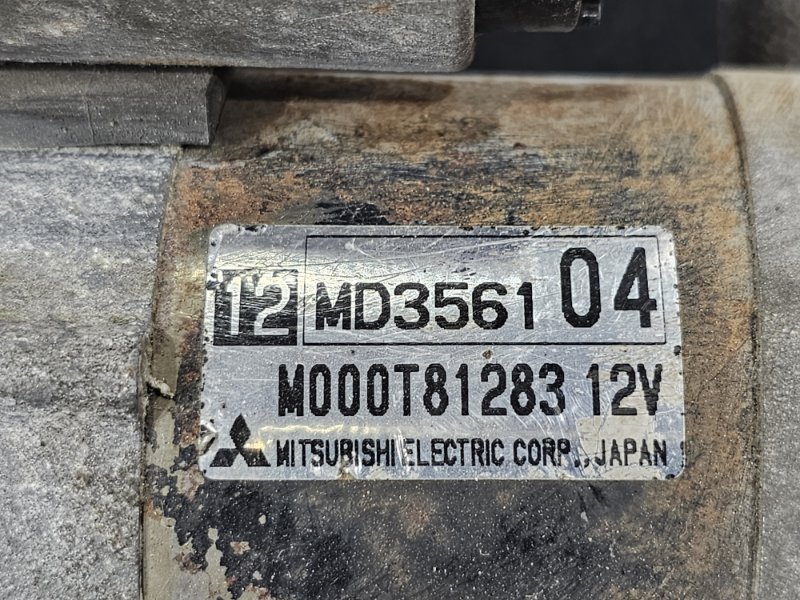 12 MD3561 04
M000T81283 12V
MITSUBISHI ELECTRIC CORP., JAPAN